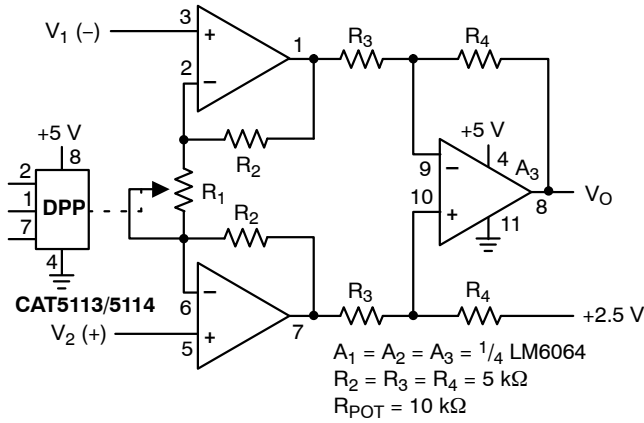 V1 (−)
3
+
2
−
1
R3
R4
R2
+5 V
8
2
1
7
DPP
4
CAT5113/5114
R1
R2
+5 V
9
−
4
A3
10
+
11
8
VO
6
−
5
+
7
V2 (+)
R3
R4
+2.5 V
A1 = A2 = A3 = 1/4 LM6064
R2 = R3 = R4 = 5 kΩ
RPOT = 10 kΩ